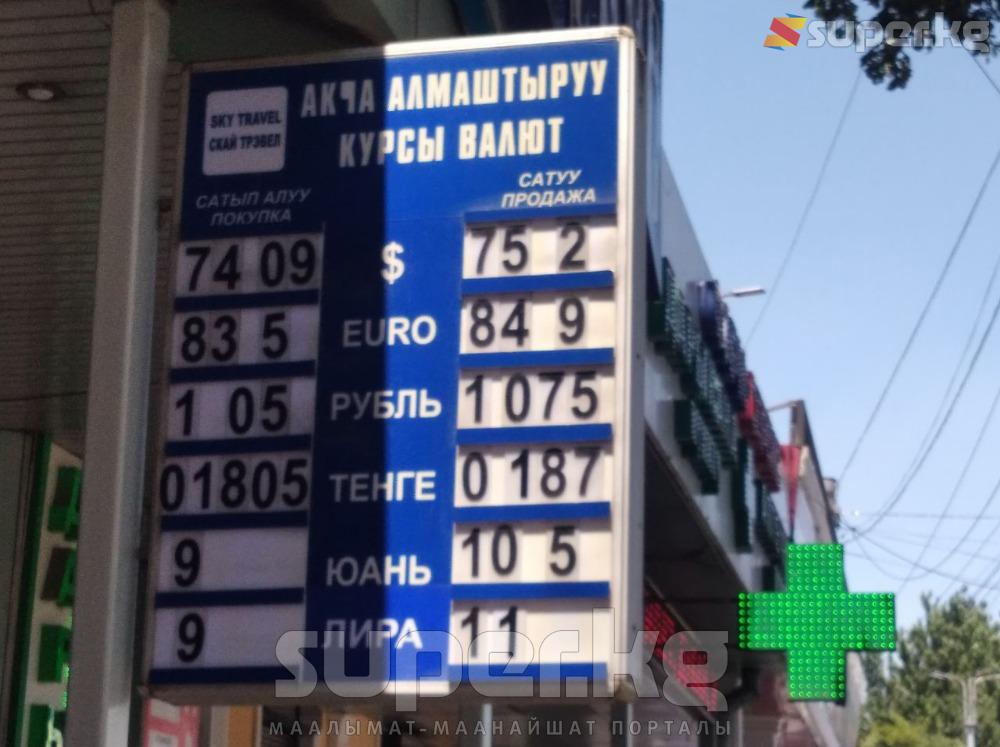 super.kg
SKY TRAVEL
СКАЙ ТРЭВЕЛ
АКЧА АЛМАШТЫРУУ
КУРСЫ ВАЛЮТ
САТЫП АЛУУ
ПОКУПКА
САТУУ
ПРОДАЖА
74 09 $ 75 2
83 5 EURO 84 9
1 05 РУБЛЬ 1 075
01805 ТЕНГЕ 0 187
9 ЮАНЬ 10 5
9 ЛИРА 11
super.kg
МААЛЫМАТ-МААНАЙШАТ ПОРТАЛЫ